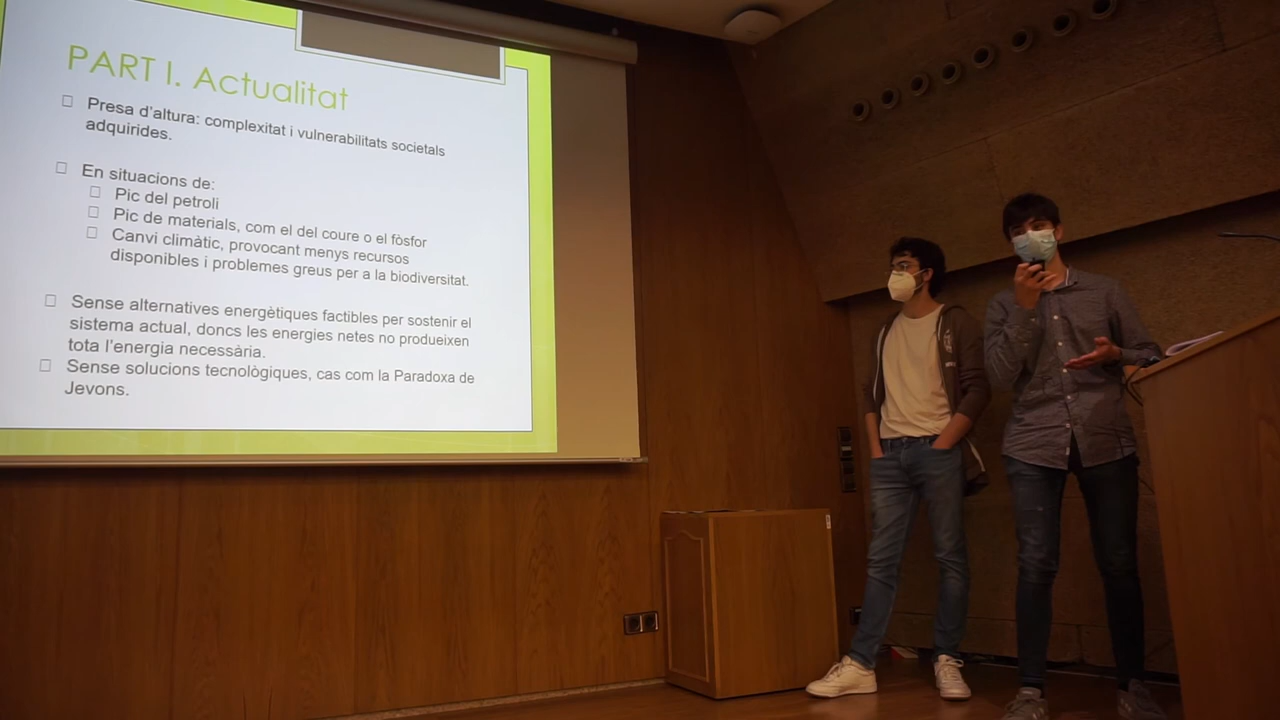 PART I. Actualitat
Presa d'altura: complexitat i vulnerabilitats societals
adquirides.
En situacions de:
Pic del petroli
Pic de materials, com el del coure o el fòsfor
Canvi climàtic, provocant menys recursos
disponibles i problemes greus per a la biodiversitat.
Sense alternatives energètiques factibles per sostenir el
sistema actual, doncs les energies netes no produeixen
tota l'energia necessària.
Sense solucions tecnològiques, cas com la Paradoxa de
Jevons.